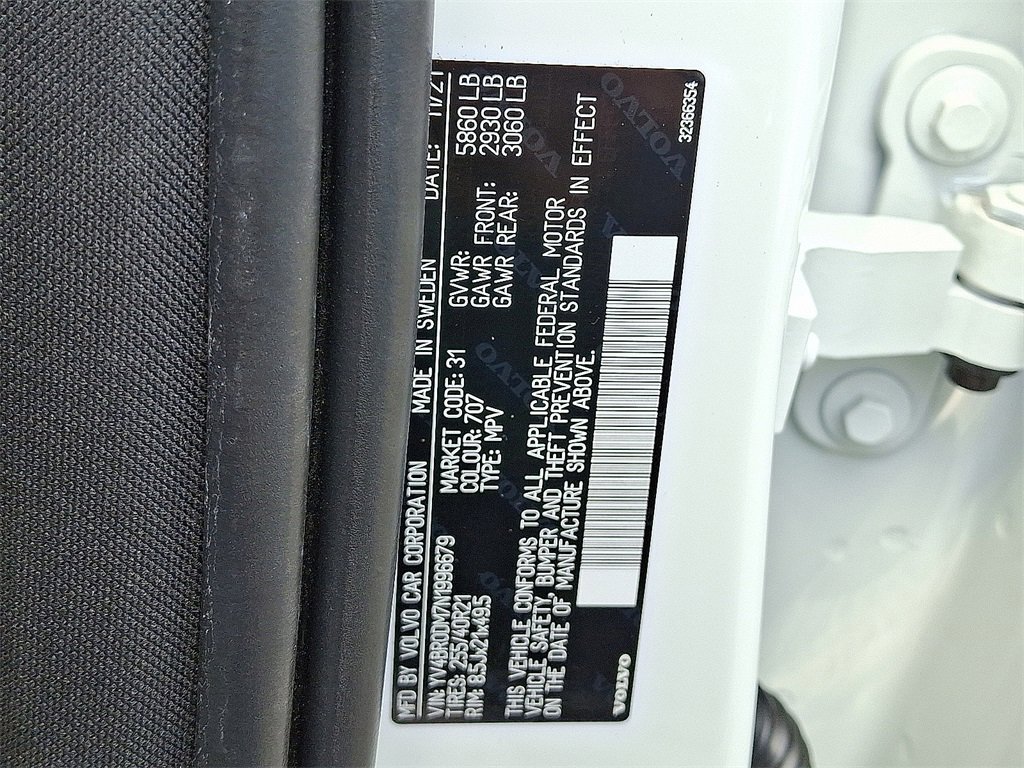 MFD BY VOLVO CAR CORPORATION MADE IN SWEDEN DATE: 11/21
VIN: YV4BR0DM7N1996679
TIRES: 255/40R21
RIM: 8.5Jx21x49.5
MARKET CODE: 31
COLOUR: 707
TYPE: MPV
GVWR: 5860 LB
GAWR FRONT: 2930 LB
GAWR REAR: 3060 LB
THIS VEHICLE CONFORMS TO ALL APPLICABLE FEDERAL MOTOR
VEHICLE SAFETY, BUMPER AND THEFT PREVENTION STANDARDS IN EFFECT
ON THE DATE OF MANUFACTURE SHOWN ABOVE.
VOLVO
32366354